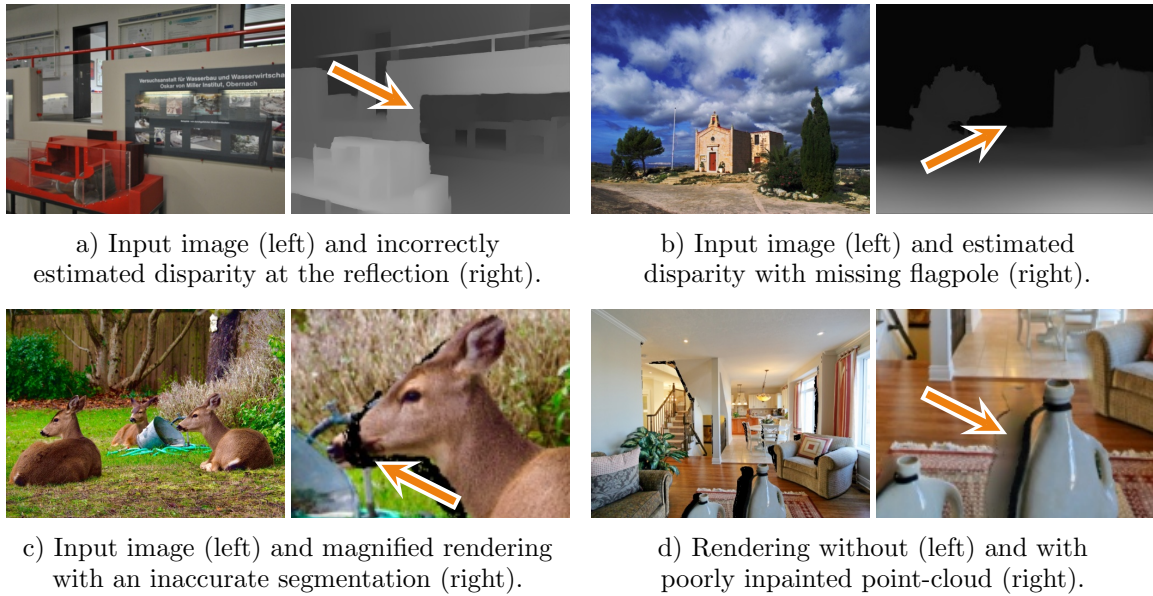 Versuchsanstalt für Wasserbau und Wasserwirtscha
Oskar von Miller Institut, Obernach
a) Input image (left) and incorrectly
estimated disparity at the reflection (right).
b) Input image (left) and estimated
disparity with missing flagpole (right).
c) Input image (left) and magnified rendering
with an inaccurate segmentation (right).
d) Rendering without (left) and with
poorly inpainted point-cloud (right).